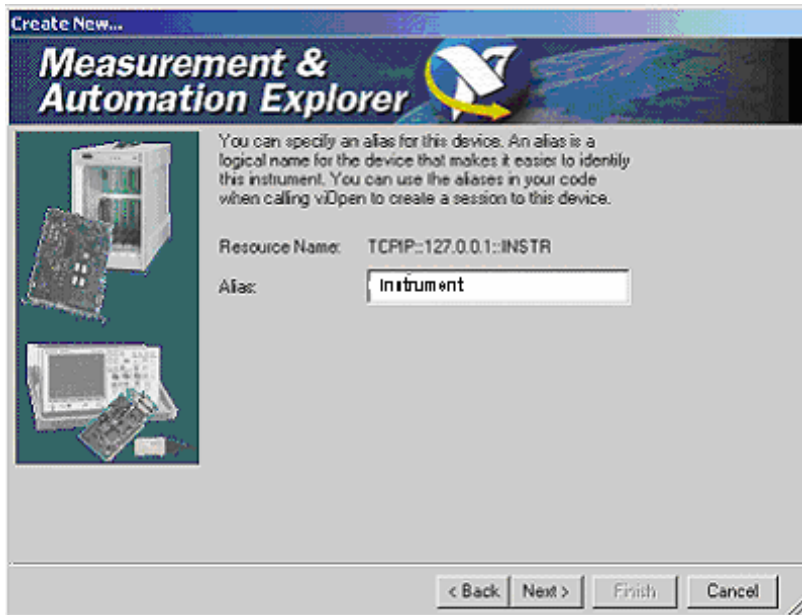 Create New...
Measurement &
Automation Explorer
You can specify an alias for this device. An alias is a
logical name for the device that makes it easier to identify
this instrument. You can use the aliases in your code
when calling viOpen to create a session to this device.
Resource Name: TCPIP::127.0.0.1::INSTR
Alias: Instrument
< Back Next > Finish Cancel